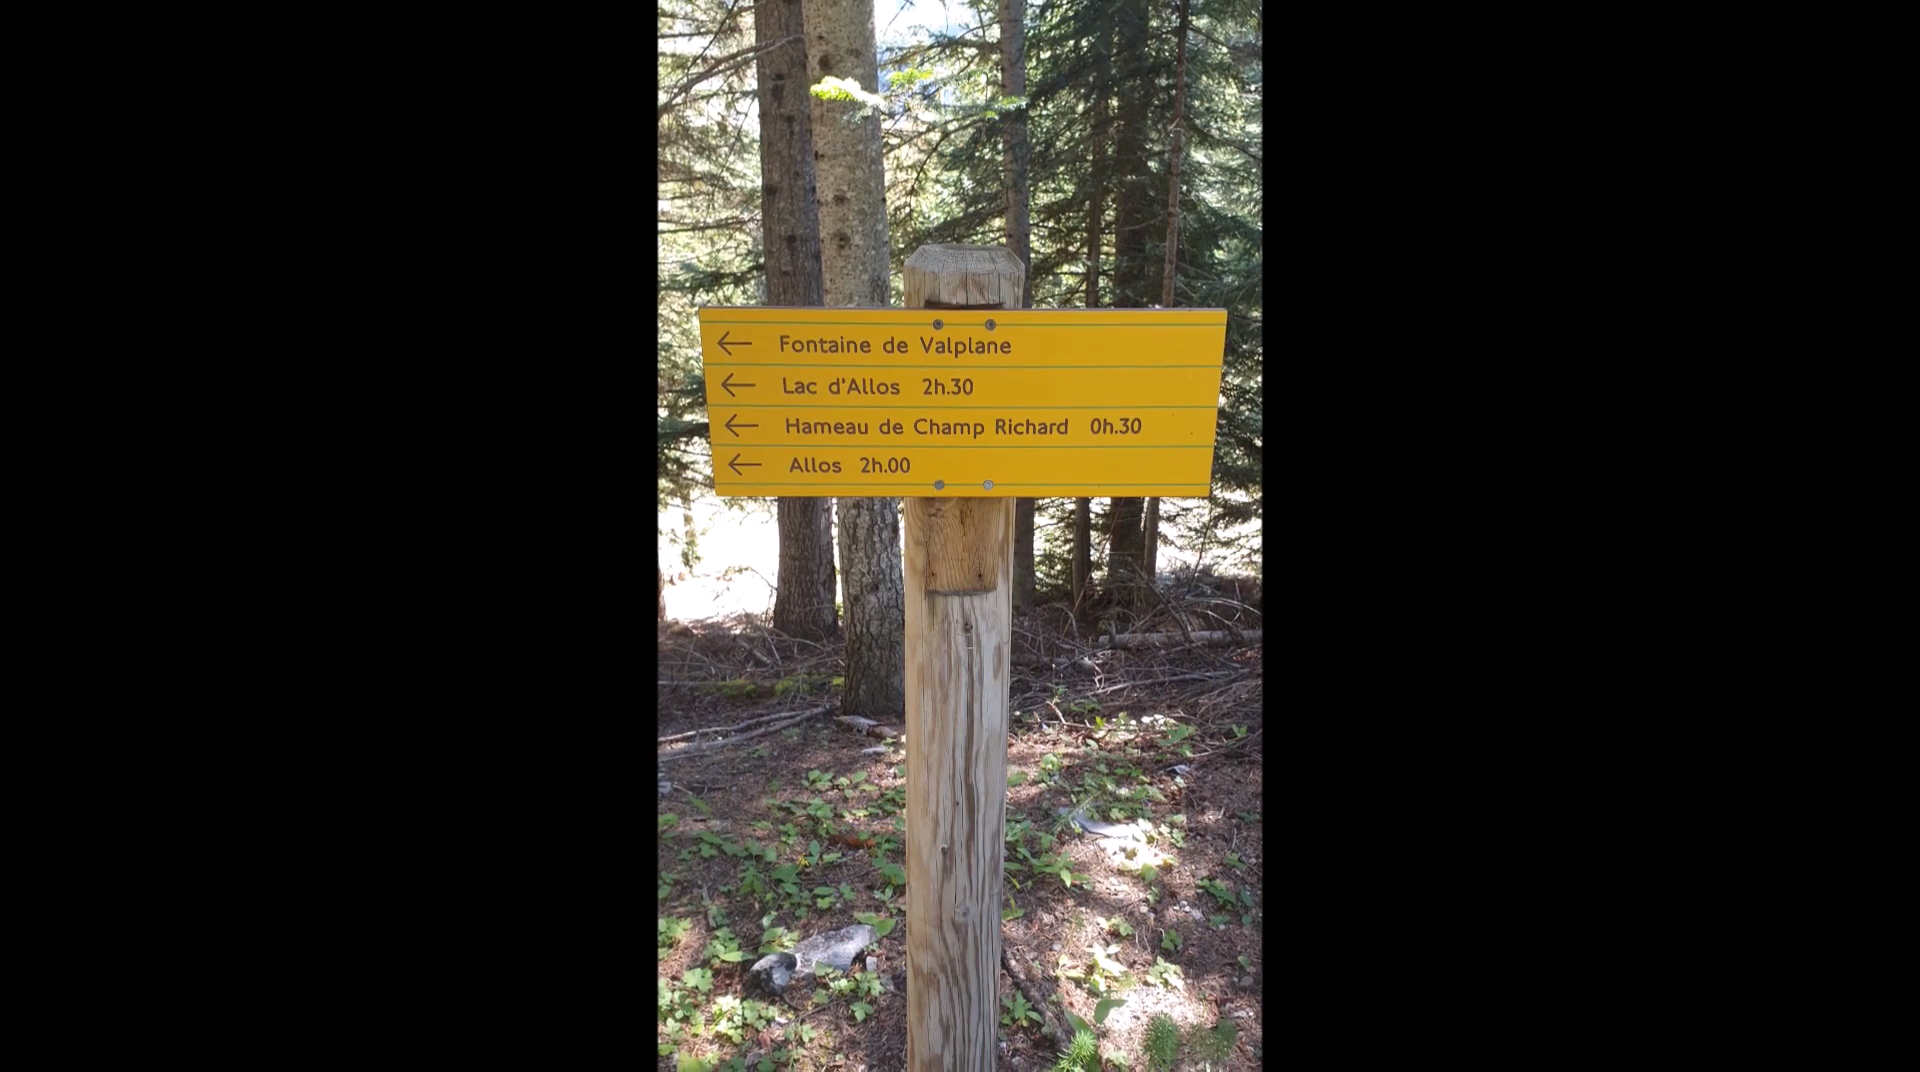 ← Fontaine de Valplane
← Lac d'Allos 2h.30
← Hameau de Champ Richard 0h.30
← Allos 2h.00